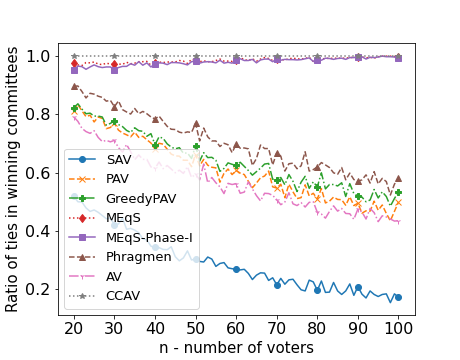 Ratio of ties in winning committees
1.0
0.8
0.6
0.4
0.2
SAV
PAV
GreedyPAV
MEqS
MEqS-Phase-I
Phragmen
AV
CCAV
20 30 40 50 60 70 80 90 100
n - number of voters